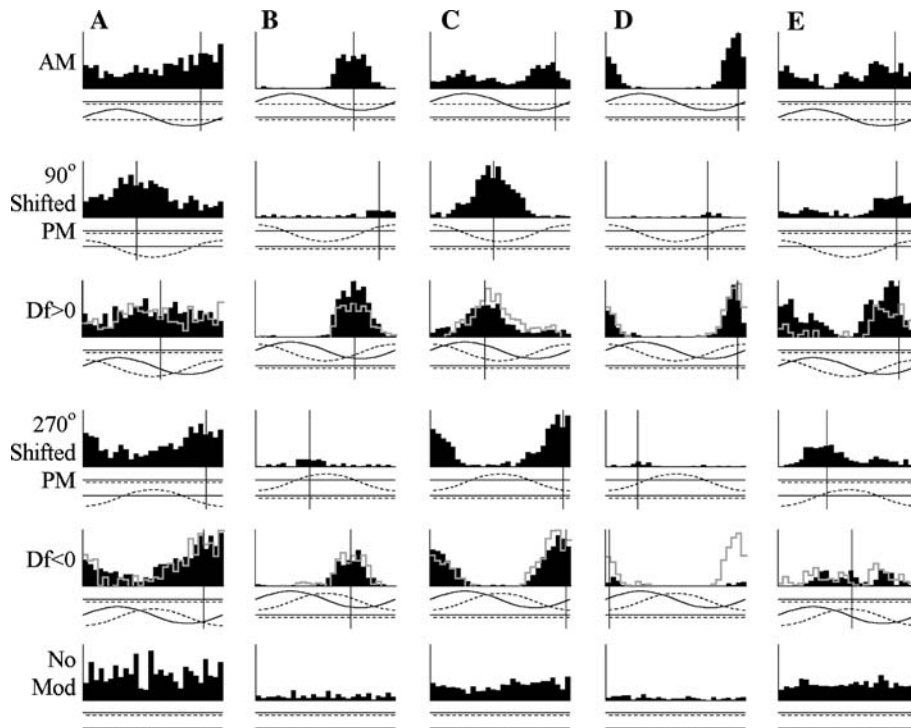 A B C D E
AM
90°
Shifted
PM
Df>0
270°
Shifted
PM
Df<0
No
Mod